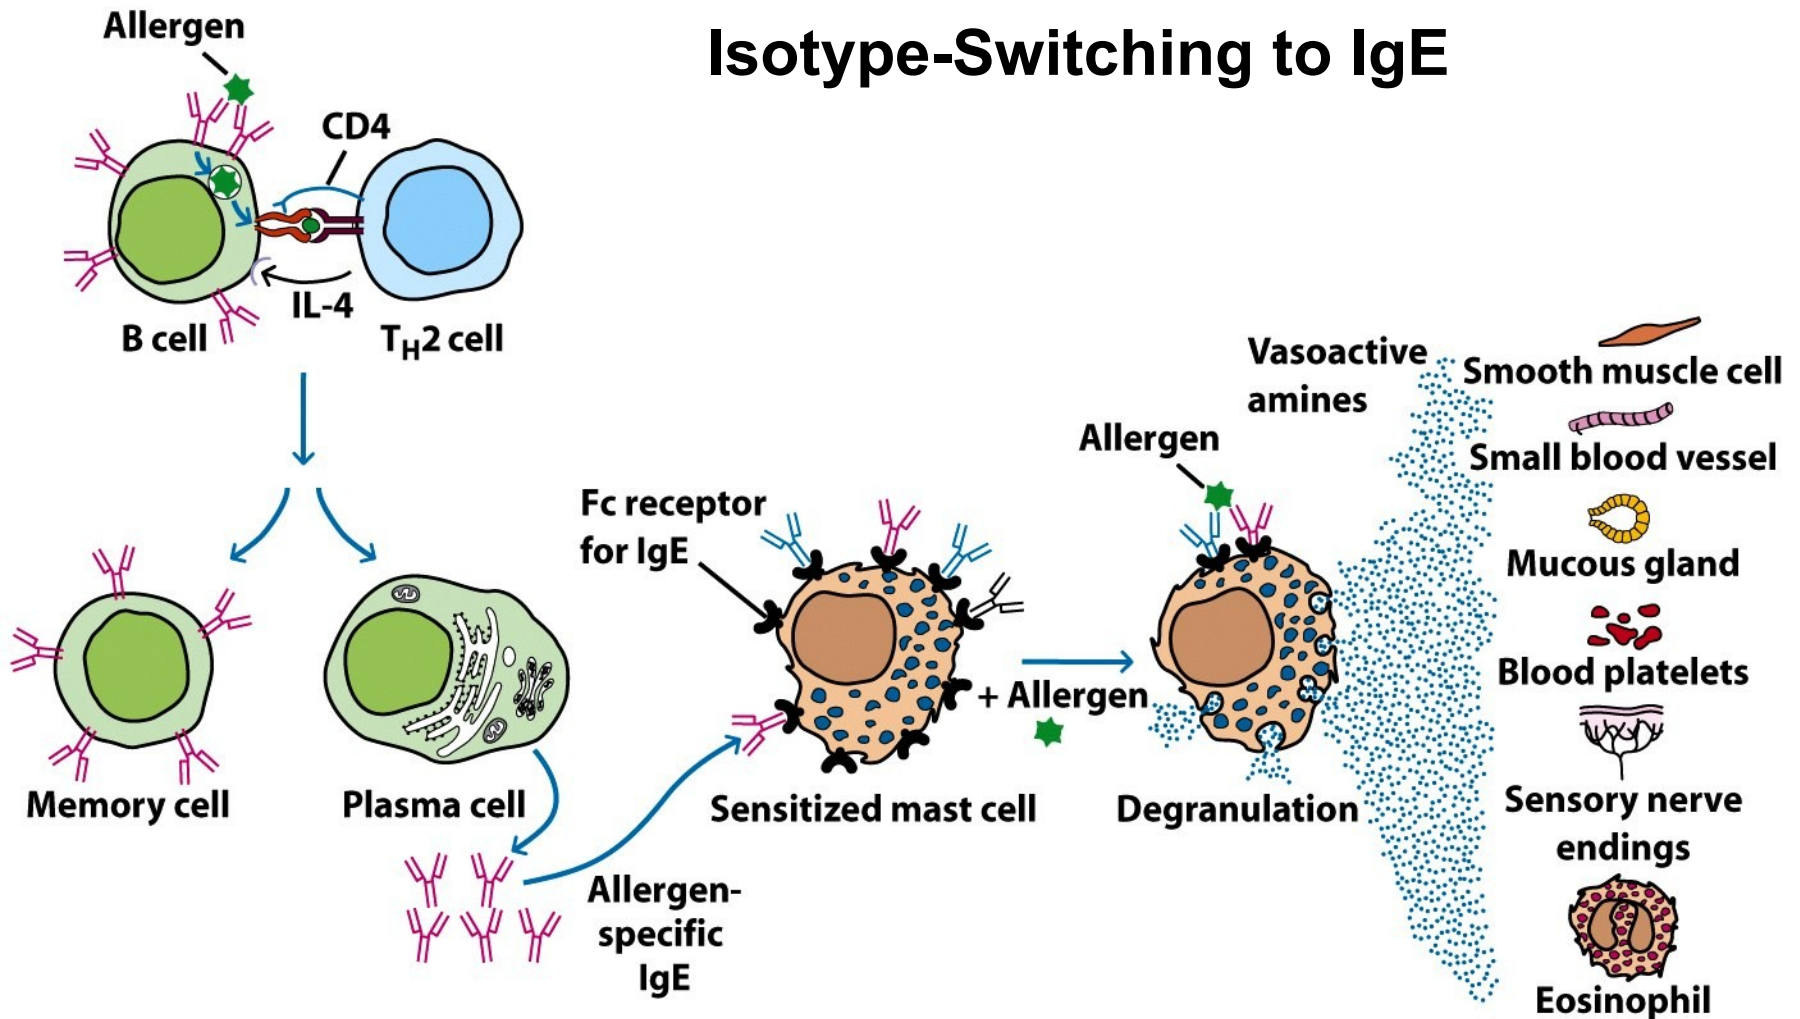 Isotype-Switching to IgE
Allergen
CD4
IL-4
B cell
TH2 cell
Memory cell
Plasma cell
Allergen-
specific
IgE
Fc receptor
for IgE
Sensitized mast cell
+ Allergen
Allergen
Degranulation
Vasoactive
amines
Smooth muscle cell
Small blood vessel
Mucous gland
Blood platelets
Sensory nerve
endings
Eosinophil